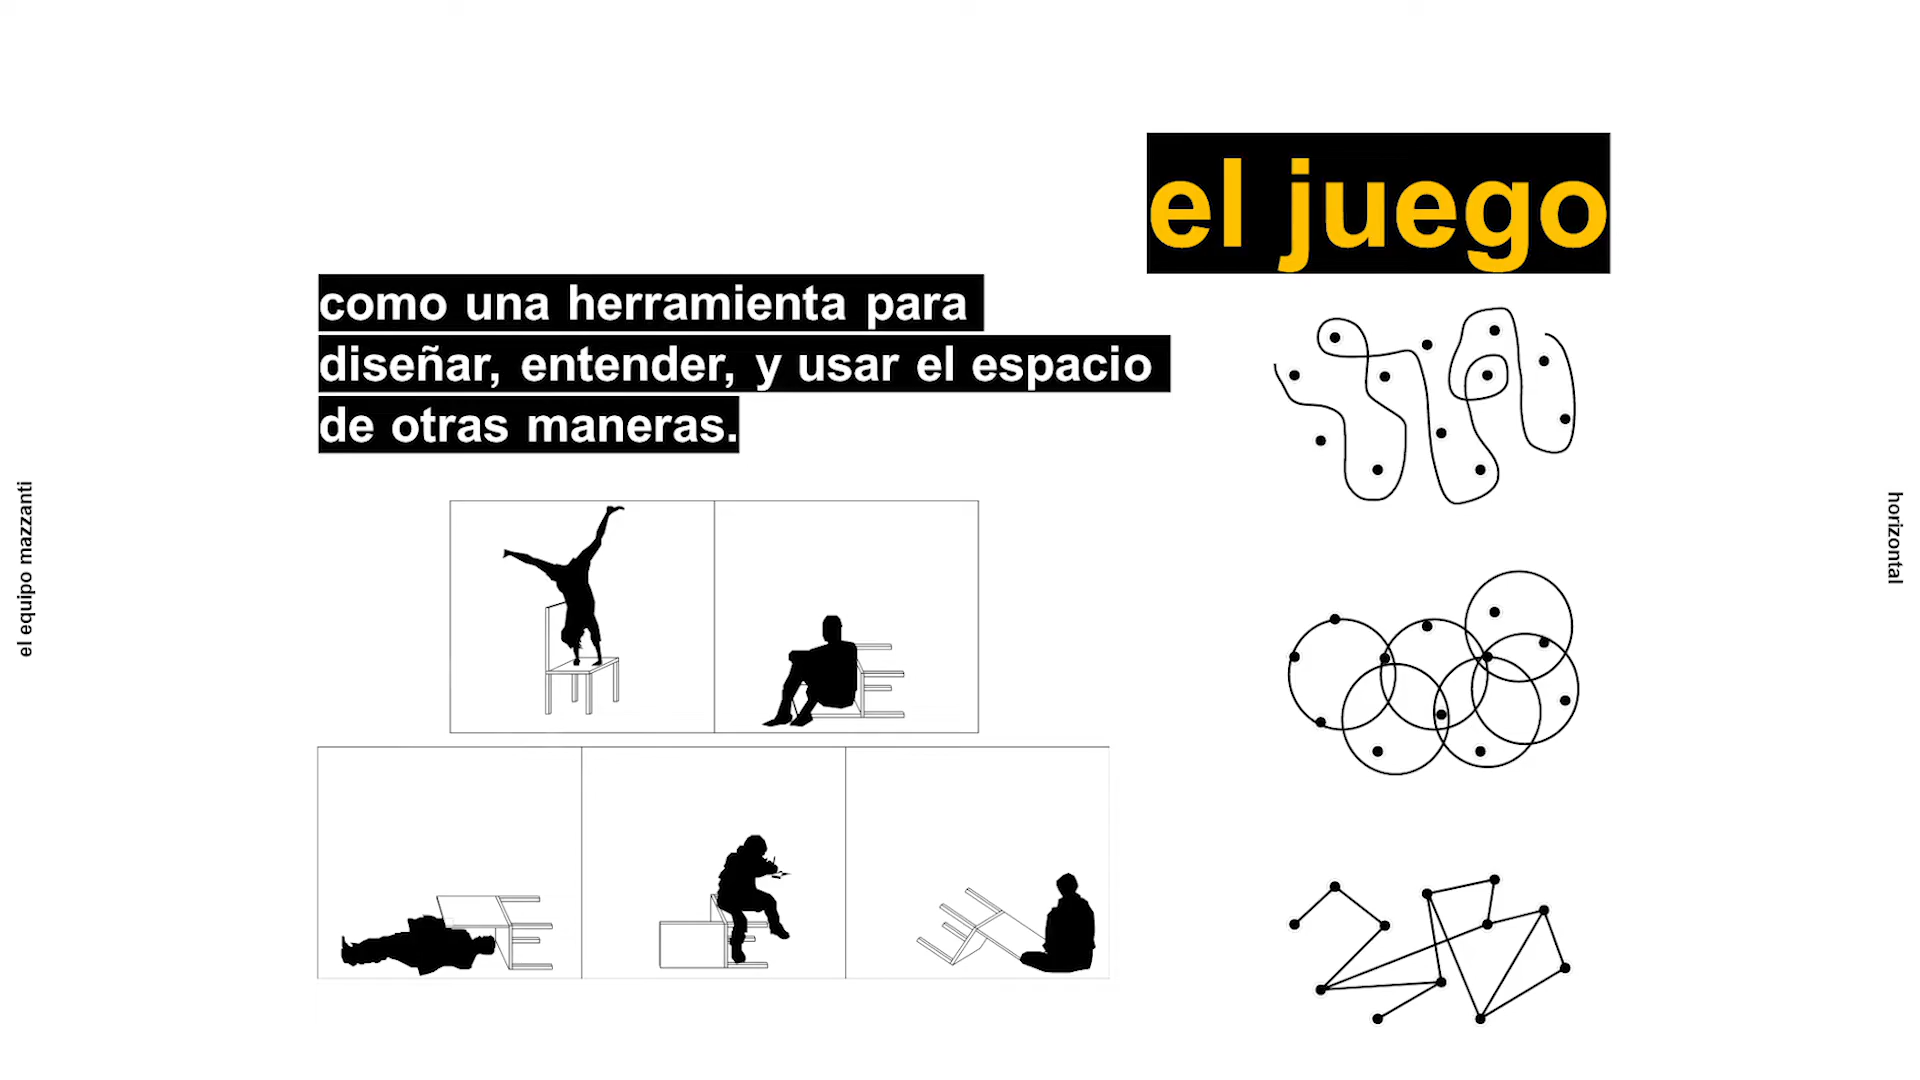 el juego
como una herramienta para
diseñar, entender, y usar el espacio
de otras maneras.
el equipo mazzanti
horizontal